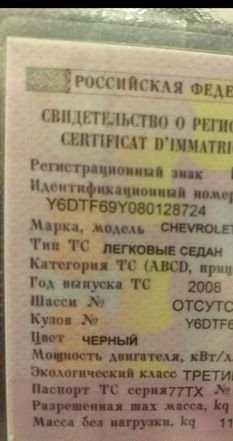 РОССИЙСКАЯ ФЕДЕ
СВИДЕТЕЛЬСТВО О РЕГИС
CERTIFICAT D'IMMATRI
Регистрационный знак
Идентификационный номер
Y6DTF69Y080128724
Марка, модель CHEVROLET
Тип ТС ЛЕГКОВЫЕ СЕДАН
Категория ТС (ABCD, приц
Год выпуска ТС 2008
Шасси № ОТСУТС
Кузов № Y6DTF6
Цвет ЧЕРНЫЙ
Мощность двигателя, кВт/л
Экологический класс ТРЕТИ
Паспорт ТС серия 77ТХ №
Разрешенная max масса, kg
Масса без нагрузки, kg 11